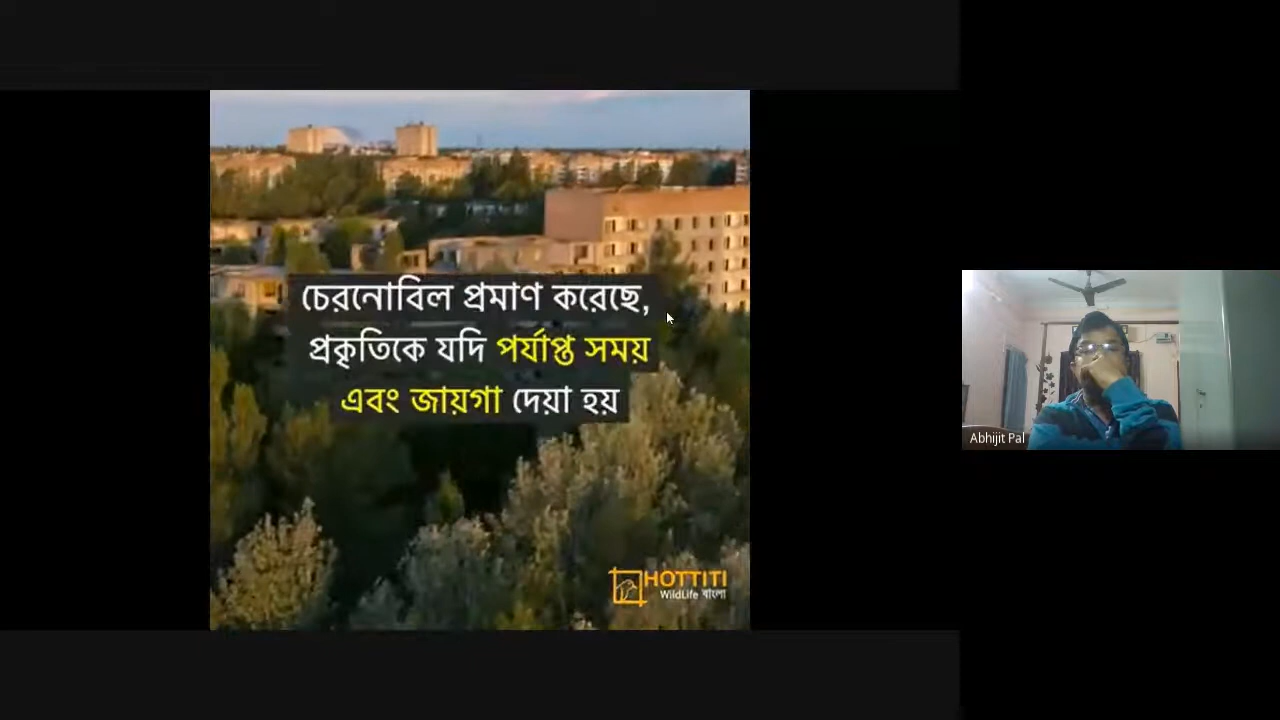 চেরনোবিল প্রমাণ করেছে,
প্রকৃতিকে যদি পর্যাপ্ত সময়
এবং জায়গা দেয়া হয়
HOTTITI
WildLife বাংলা
Abhijit Pal